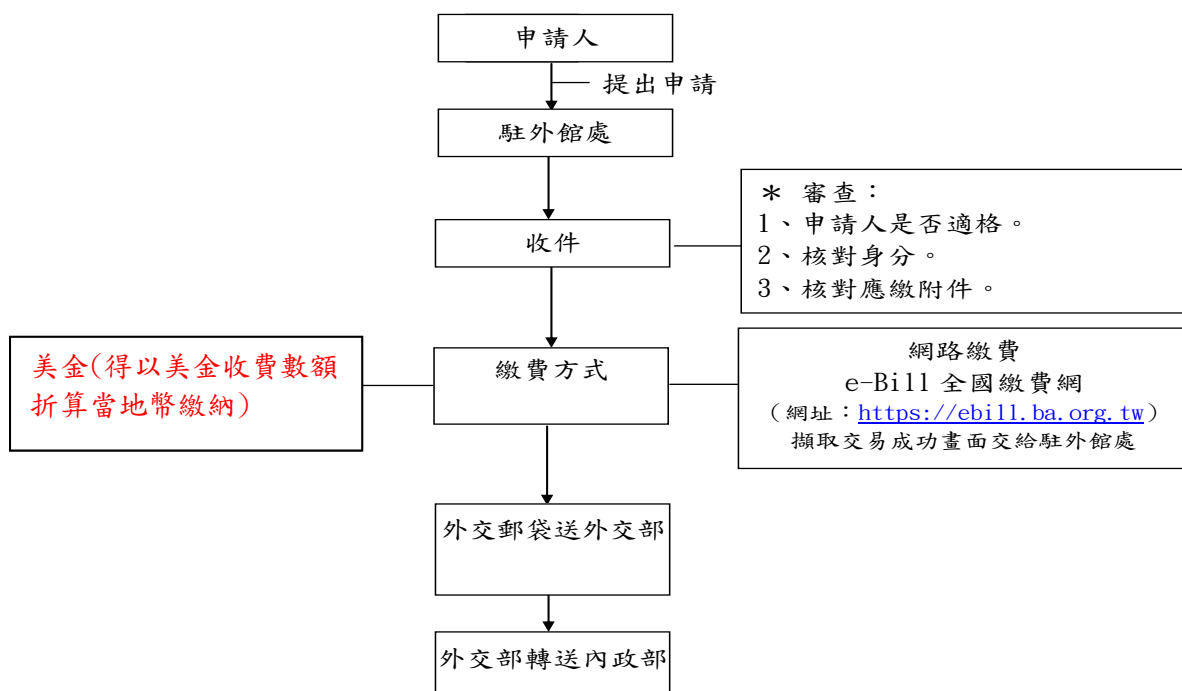 申請人
提出申請
駐外館處
收件
＊ 審查：
1、申請人是否適格。
2、核對身分。
3、核對應繳附件。
美金(得以美金收費數額
折算當地幣繳納)
繳費方式
網路繳費
e-Bill 全國繳費網
（網址：https://ebill.ba.org.tw）
擷取交易成功畫面交給駐外館處
外交郵袋送外交部
外交部轉送內政部